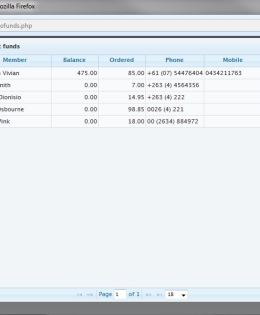 ozilla Firefox
ofunds.php
funds
Member Balance Ordered Phone Mobile
Vivian 475.00 85.00 +61 (07) 54476404 0434211763
mith 0.00 7.00 +263 (4) 4564356
Dionisio 0.00 14.95 +263 (4) 222
Osbourne 0.00 98.85 0026 (4) 221
Pink 0.00 18.00 00 (2634) 884972
Page 1 of 1 18